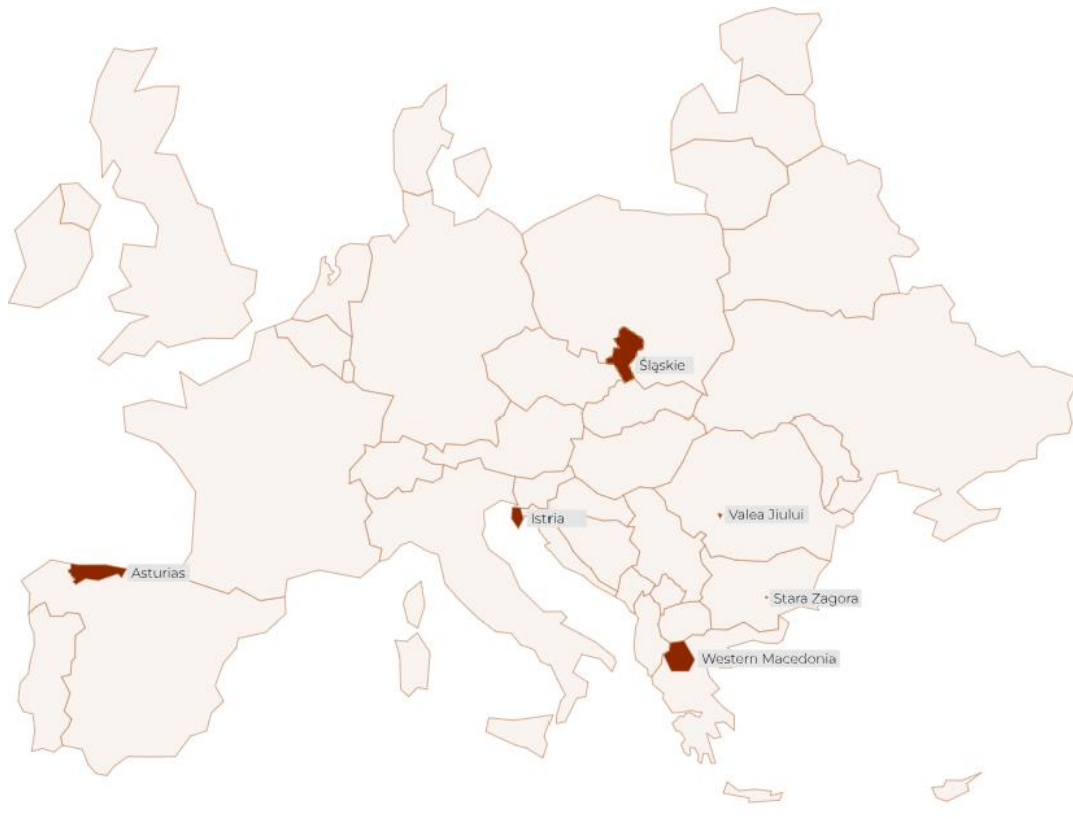 Śląskie
Valea Jiului
Istria
Asturias
Stara Zagora
Western Macedonia